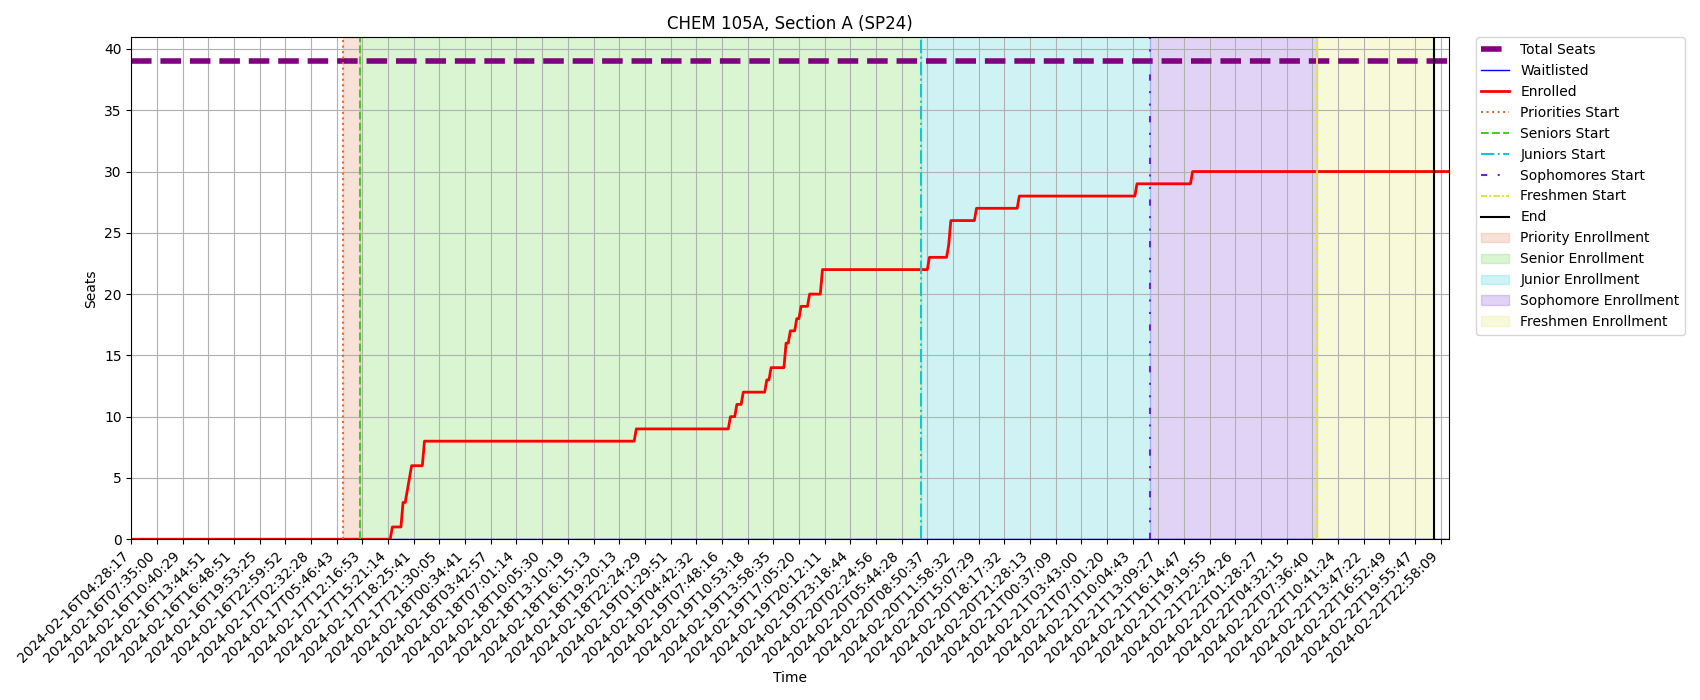 CHEM 105A, Section A (SP24)
40
35
30
25
20
15
10
5
0
Seats
2024-02-16T04:28:17
2024-02-16T07:35:00
2024-02-16T10:40:29
2024-02-16T13:44:51
2024-02-16T16:48:51
2024-02-16T19:53:25
2024-02-16T22:59:52
2024-02-17T02:32:28
2024-02-17T05:46:43
2024-02-17T12:16:53
2024-02-17T15:21:14
2024-02-17T18:25:41
2024-02-17T21:30:05
2024-02-18T00:34:41
2024-02-18T03:42:57
2024-02-18T07:01:14
2024-02-18T10:05:30
2024-02-18T13:10:19
2024-02-18T16:15:13
2024-02-18T19:20:13
2024-02-18T22:24:29
2024-02-19T01:29:51
2024-02-19T04:42:32
2024-02-19T07:48:16
2024-02-19T10:53:18
2024-02-19T13:58:35
2024-02-19T17:05:20
2024-02-19T20:12:11
2024-02-19T23:18:44
2024-02-20T02:24:56
2024-02-20T05:44:28
2024-02-20T08:50:37
2024-02-20T11:58:32
2024-02-20T15:07:29
2024-02-20T18:17:32
2024-02-20T21:28:13
2024-02-21T00:37:09
2024-02-21T03:43:00
2024-02-21T07:01:20
2024-02-21T10:04:43
2024-02-21T13:09:27
2024-02-21T16:14:47
2024-02-21T19:19:55
2024-02-21T22:24:26
2024-02-22T01:28:27
2024-02-22T04:32:15
2024-02-22T07:36:40
2024-02-22T10:41:24
2024-02-22T13:47:22
2024-02-22T16:52:49
2024-02-22T19:55:47
2024-02-22T22:58:09
Time
Total Seats
Waitlisted
Enrolled
Priorities Start
Seniors Start
Juniors Start
Sophomores Start
Freshmen Start
End
Priority Enrollment
Senior Enrollment
Junior Enrollment
Sophomore Enrollment
Freshmen Enrollment